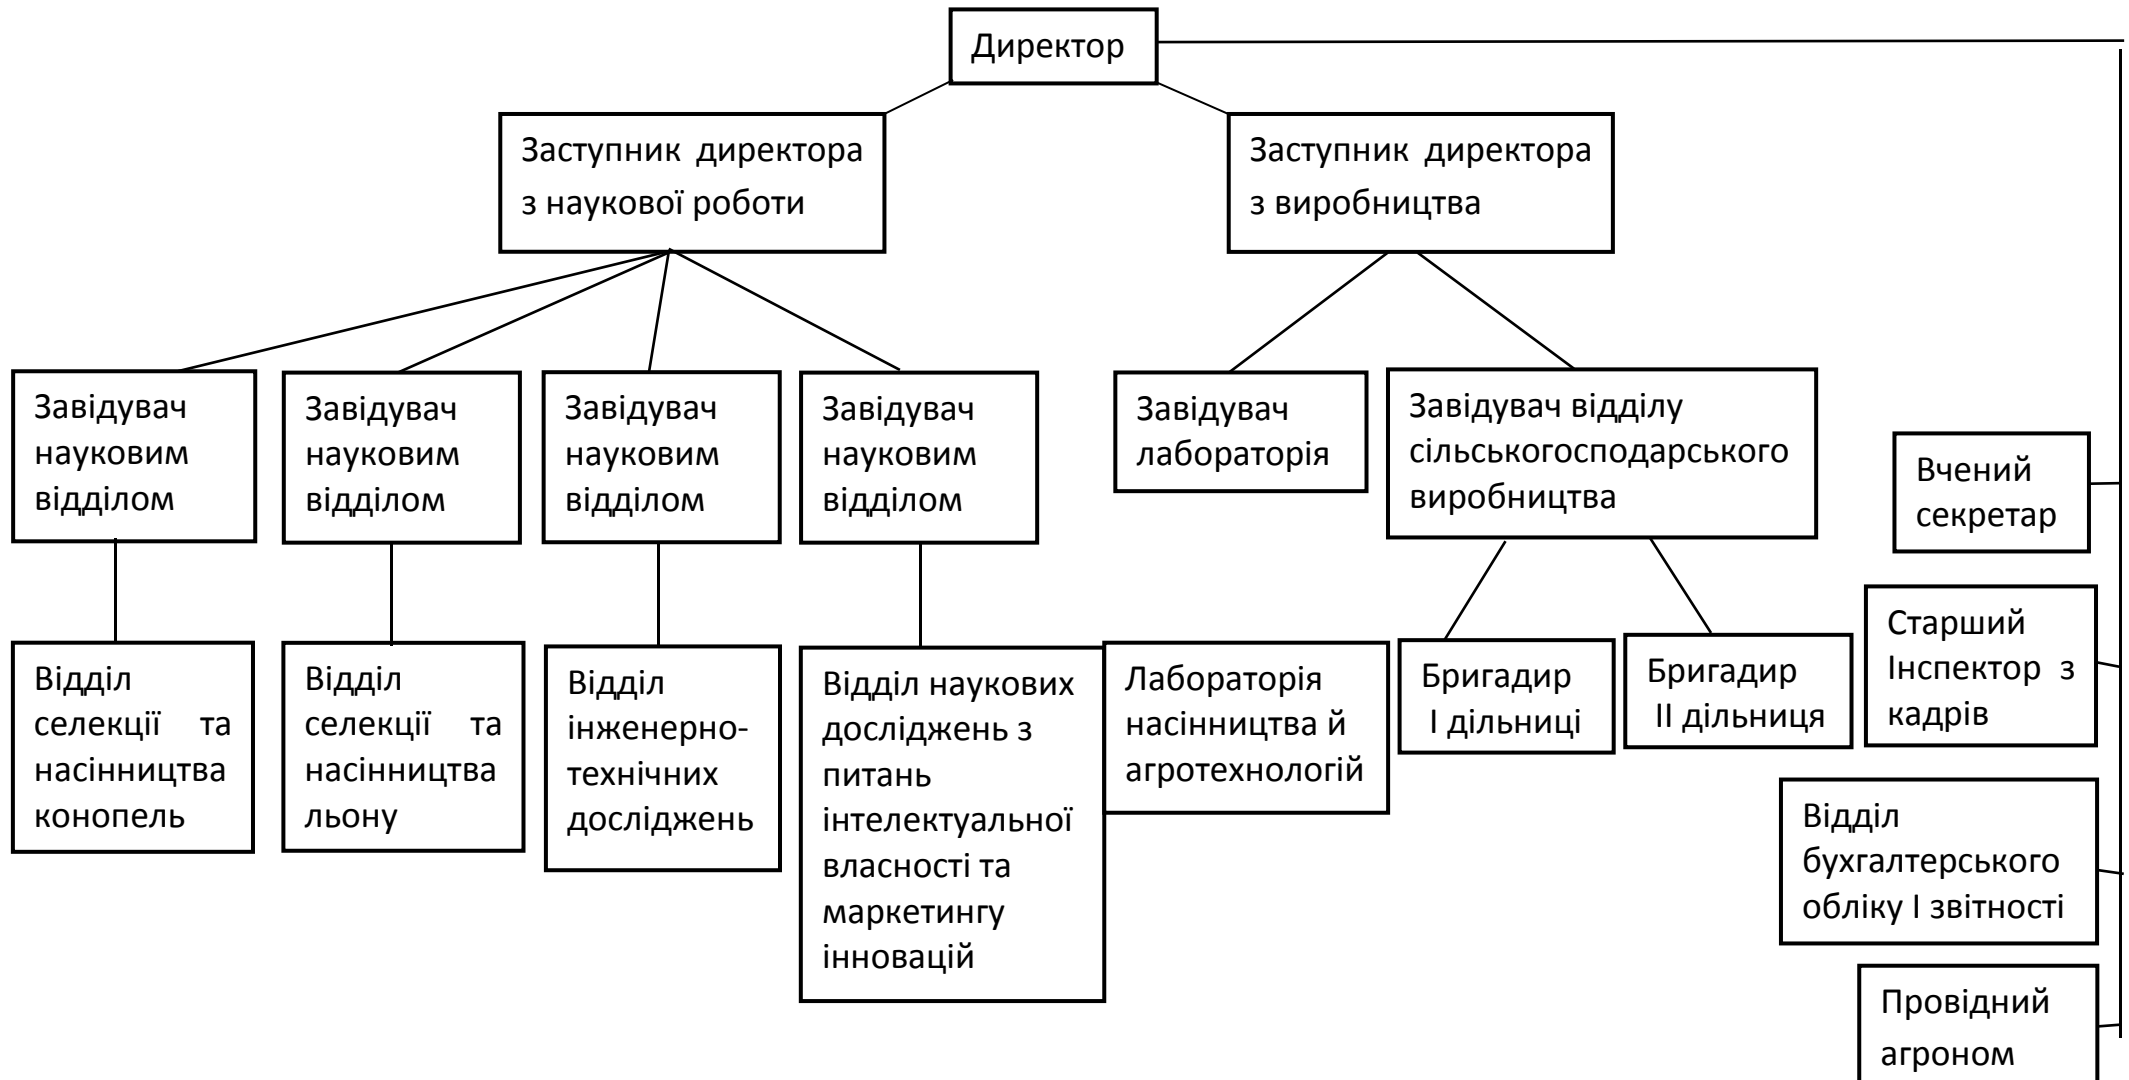 Директор
Заступник директора
з наукової роботи
Заступник директора
з виробництва
Завідувач
науковим
відділом
Завідувач
науковим
відділом
Завідувач
науковим
відділом
Завідувач
науковим
відділом
Завідувач
лабораторія
Завідувач відділу
сільськогосподарського
виробництва
Вчений
секретар
Старший
Інспектор з
кадрів
Відділ
селекції та
насінництва
конопель
Відділ
селекції та
насінництва
льону
Відділ
інженерно-
технічних
досліджень
Відділ наукових
досліджень з
питань
інтелектуальної
власності та
маркетингу
інновацій
Лабораторія
насінництва й
агротехнологій
Бригадир
І дільниці
Бригадир
ІІ дільниця
Відділ
бухгалтерського
обліку І звітності
Провідний
агроном